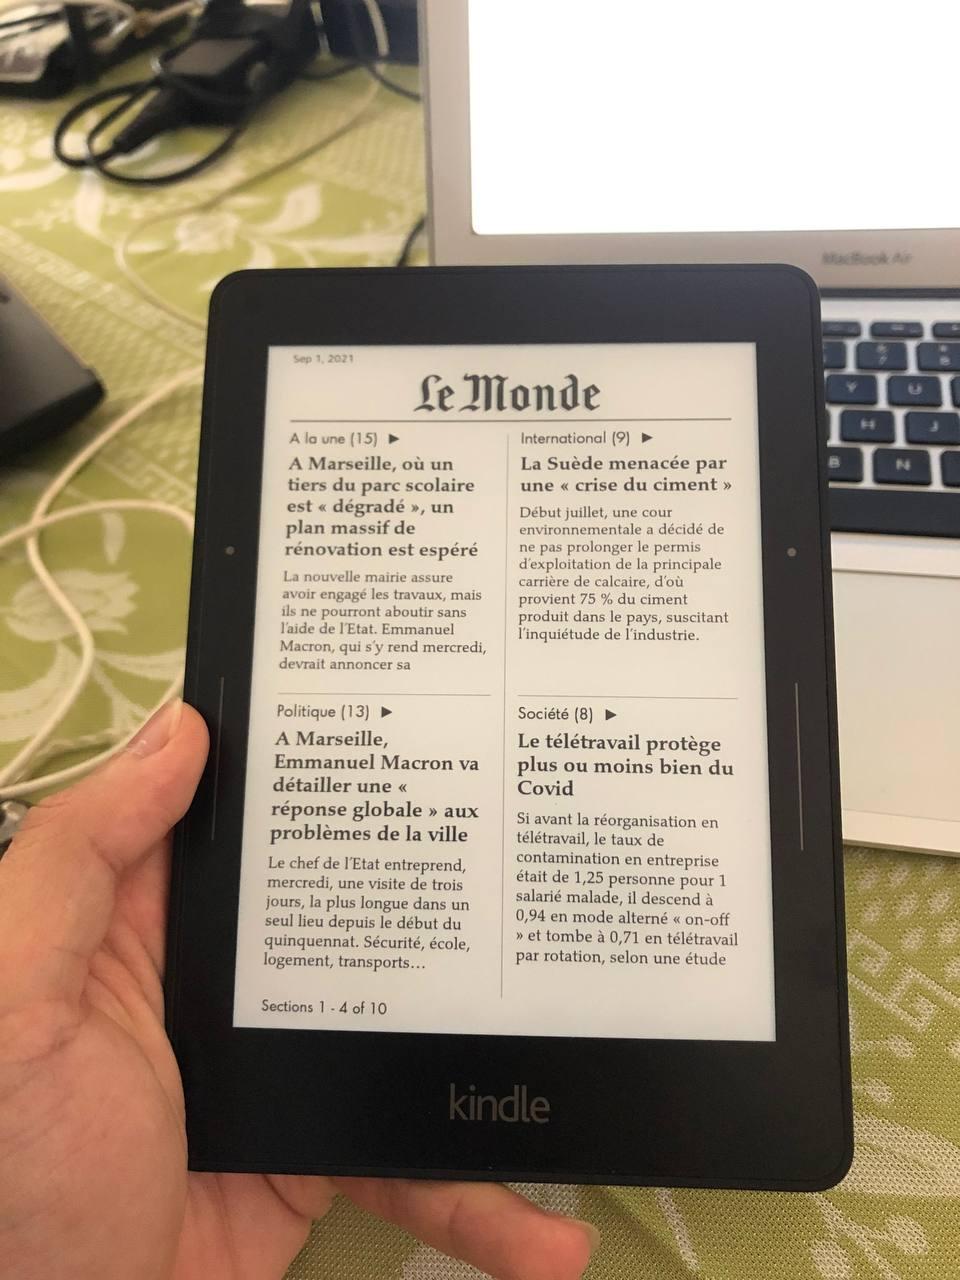 MacBook Air
Y
U
H
J
B
N
Sep 1, 2021
Le Monde
A la une (15) ▶
A Marseille, où un
tiers du parc scolaire
est « dégradé », un
plan massif de
rénovation est espéré
La nouvelle mairie assure
avoir engagé les travaux, mais
ils ne pourront aboutir sans
l'aide de l'Etat. Emmanuel
Macron, qui s'y rend mercredi,
devrait annoncer sa
International (9) ▶
La Suède menacée par
une « crise du ciment »
Début juillet, une cour
environnementale a décidé de
ne pas prolonger le permis
d'exploitation de la principale
carrière de calcaire, d'où
provient 75 % du ciment
produit dans le pays, suscitant
l'inquiétude de l'industrie.
Politique (13) ▶
A Marseille,
Emmanuel Macron va
détailler une «
réponse globale » aux
problèmes de la ville
Le chef de l'Etat entreprend,
mercredi, une visite de trois
jours, la plus longue dans un
seul lieu depuis le début du
quinquennat. Sécurité, école,
logement, transports…
Société (8) ▶
Le télétravail protège
plus ou moins bien du
Covid
Si avant la réorganisation en
télétravail, le taux de
contamination en entreprise
était de 1,25 personne pour 1
salarié malade, il descend à
0,94 en mode alterné « on-off
» et tombe à 0,71 en télétravail
par rotation, selon une étude
Sections 1 - 4 of 10
kindle